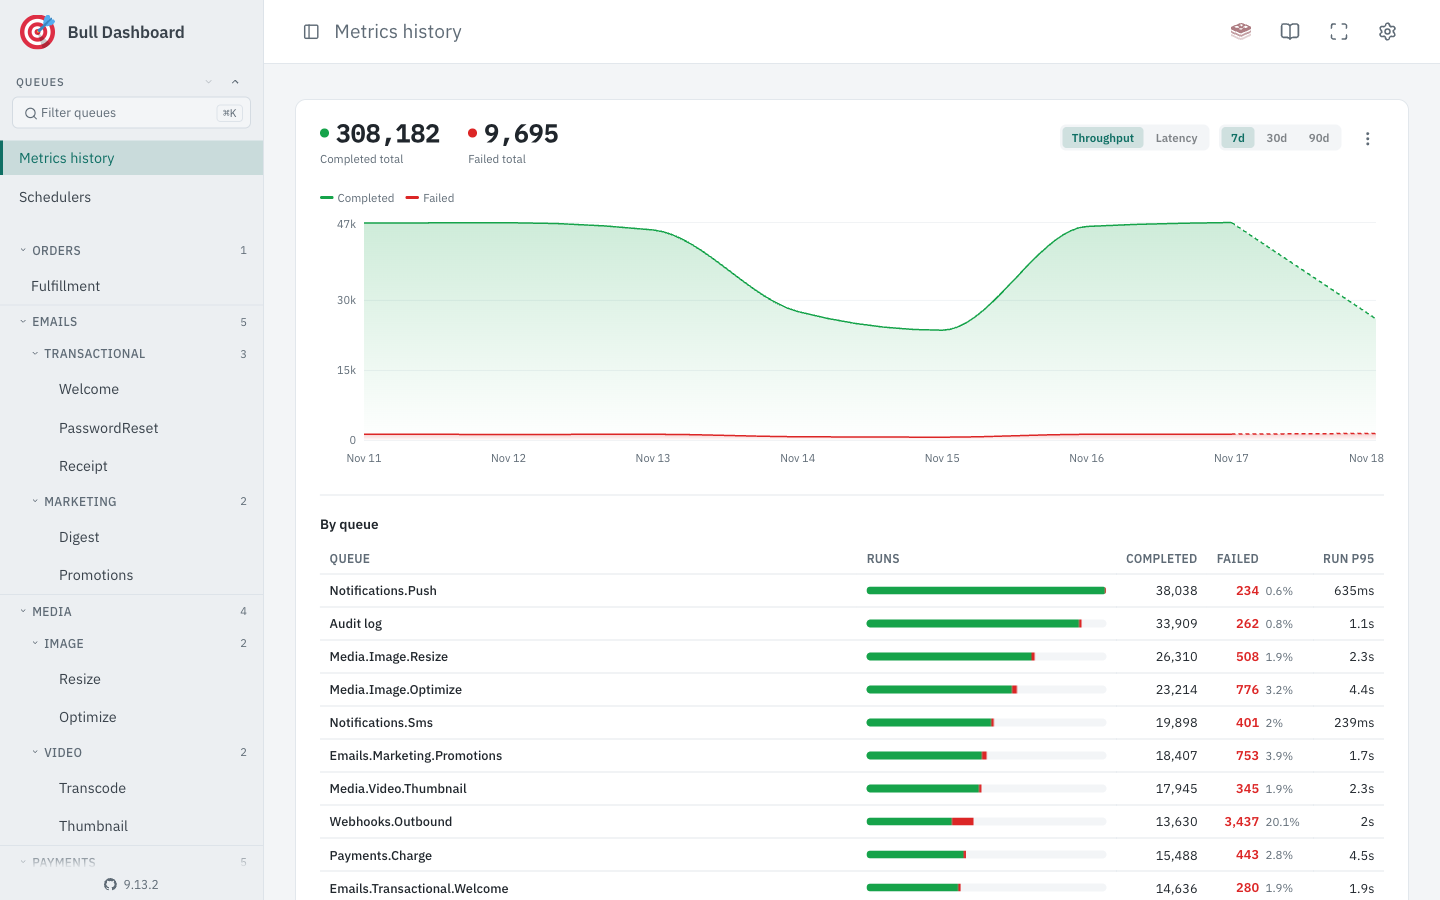 Bull Dashboard
Metrics history
QUEUES
Filter queues ⌘K
Metrics history
Schedulers
ORDERS 1
Fulfillment
EMAILS 5
TRANSACTIONAL 3
Welcome
PasswordReset
Receipt
MARKETING 2
Digest
Promotions
MEDIA 4
IMAGE 2
Resize
Optimize
VIDEO 2
Transcode
Thumbnail
PAYMENTS 5
9.13.2
308,182 9,695
Completed total Failed total
Throughput Latency 7d 30d 90d
Completed Failed
47k
30k
15k
0
Nov 11 Nov 12 Nov 13 Nov 14 Nov 15 Nov 16 Nov 17 Nov 18
By queue
QUEUE RUNS COMPLETED FAILED RUN P95
Notifications.Push 38,038 234 0.6% 635ms
Audit log 33,909 262 0.8% 1.1s
Media.Image.Resize 26,310 508 1.9% 2.3s
Media.Image.Optimize 23,214 776 3.2% 4.4s
Notifications.Sms 19,898 401 2% 239ms
Emails.Marketing.Promotions 18,407 753 3.9% 1.7s
Media.Video.Thumbnail 17,945 345 1.9% 2.3s
Webhooks.Outbound 13,630 3,437 20.1% 2s
Payments.Charge 15,488 443 2.8% 4.5s
Emails.Transactional.Welcome 14,636 280 1.9% 1.9s